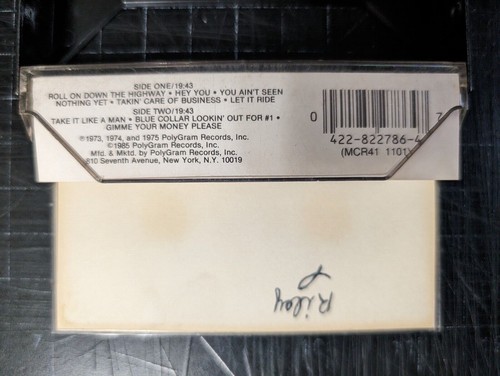 SIDE ONE/19:43
ROLL ON DOWN THE HIGHWAY • HEY YOU • YOU AIN'T SEEN
NOTHING YET • TAKIN' CARE OF BUSINESS • LET IT RIDE
SIDE TWO/19:43
TAKE IT LIKE A MAN • BLUE COLLAR LOOKIN' OUT FOR #1 •
GIMME YOUR MONEY PLEASE
℗1973, 1974, and 1975 PolyGram Records, Inc.
©1985 PolyGram Records, Inc.
Mfd. & Mktd. by PolyGram Records, Inc.
810 Seventh Avenue, New York, N.Y. 10019
0 7
422-822786-4
(MCR41 1101)
Riley